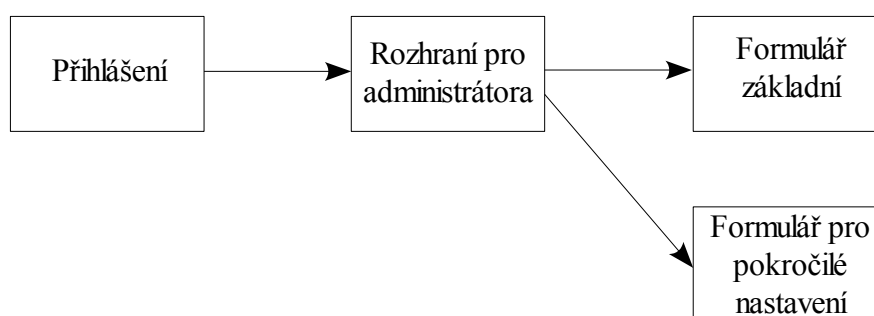 Přihlášení
Rozhraní pro
administrátora
Formulář
základní
Formulář pro
pokročilé
nastavení